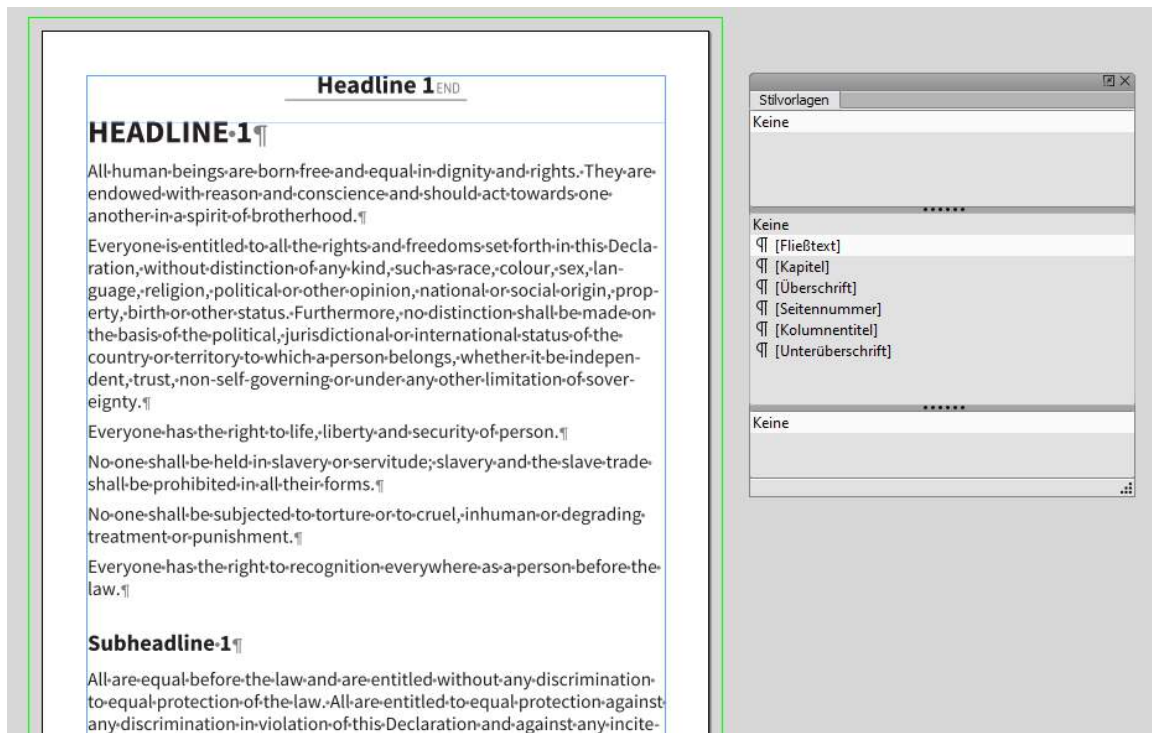 Headline 1 END
HEADLINE·1¶
All·human·beings·are·born·free·and·equal·in·dignity·and·rights.·They·are·
endowed·with·reason·and·conscience·and·should·act·towards·one·
another·in·a·spirit·of·brotherhood.¶
Everyone·is·entitled·to·all·the·rights·and·freedoms·set·forth·in·this·Decla-
ration,·without·distinction·of·any·kind,·such·as·race,·colour,·sex,·lan-
guage,·religion,·political·or·other·opinion,·national·or·social·origin,·prop-
erty,·birth·or·other·status.·Furthermore,·no·distinction·shall·be·made·on·
the·basis·of·the·political,·jurisdictional·or·international·status·of·the·
country·or·territory·to·which·a·person·belongs,·whether·it·be·indepen-
dent,·trust,·non-self-governing·or·under·any·other·limitation·of·sover-
eignty.¶
Everyone·has·the·right·to·life,·liberty·and·security·of·person.¶
No·one·shall·be·held·in·slavery·or·servitude;·slavery·and·the·slave·trade·
shall·be·prohibited·in·all·their·forms.¶
No·one·shall·be·subjected·to·torture·or·to·cruel,·inhuman·or·degrading·
treatment·or·punishment.¶
Everyone·has·the·right·to·recognition·everywhere·as·a·person·before·the·
law.¶
Subheadline·1¶
All·are·equal·before·the·law·and·are·entitled·without·any·discrimination·
to·equal·protection·of·the·law.·All·are·entitled·to·equal·protection·against·
any·discrimination·in·violation·of·this·Declaration·and·against·any·incite-
Stilvorlagen
Keine
Keine
¶ [Fließtext]
¶ [Kapitel]
¶ [Überschrift]
¶ [Seitennummer]
¶ [Kolumnentitel]
¶ [Unterüberschrift]
Keine